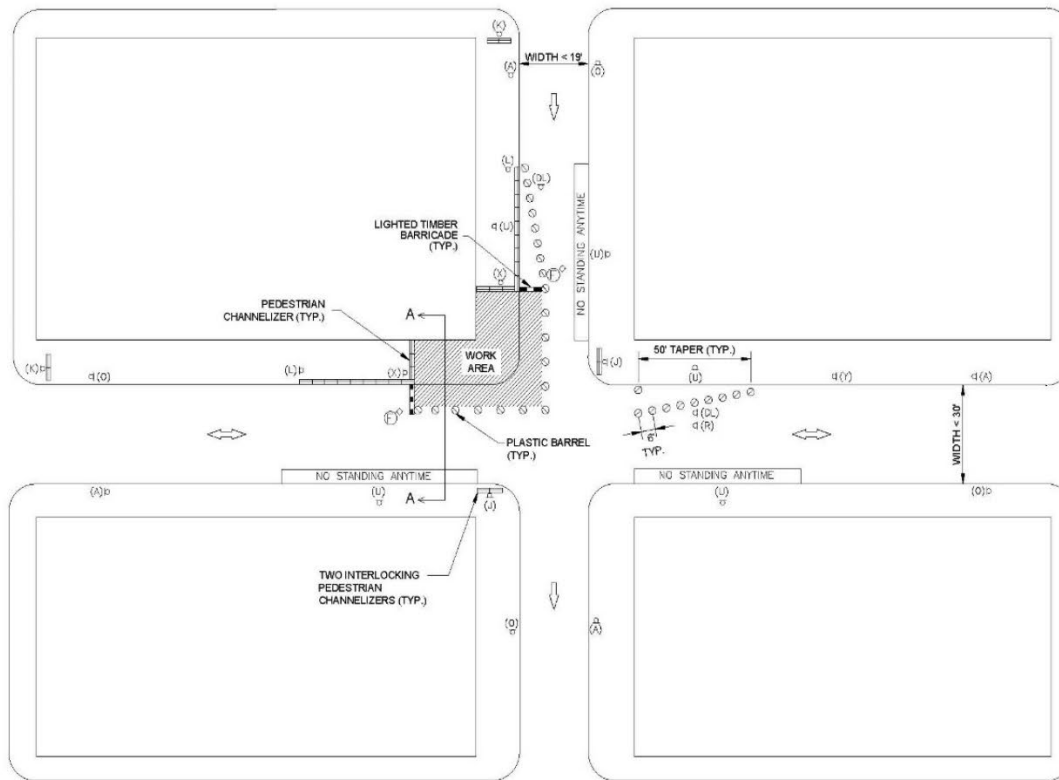 (K)
WIDTH < 19'
(A)
(O)
(L)
(DL)
LIGHTED TIMBER
BARRICADE
(TYP.)
(U)
NO STANDING ANYTIME
(U)
(X)
F
PEDESTRIAN
CHANNELIZER (TYP.)
A
WORK
AREA
50' TAPER (TYP.)
(K)
(O)
(L)
(X)
(J)
(U)
(Y)
(A)
F
(DL)
(R)
6'
TYP.
PLASTIC BARREL
(TYP.)
WIDTH < 30'
NO STANDING ANYTIME
NO STANDING ANYTIME
(A)
(U)
A
(J)
(U)
(O)
TWO INTERLOCKING
PEDESTRIAN
CHANNELIZERS (TYP.)
(O)
(A)